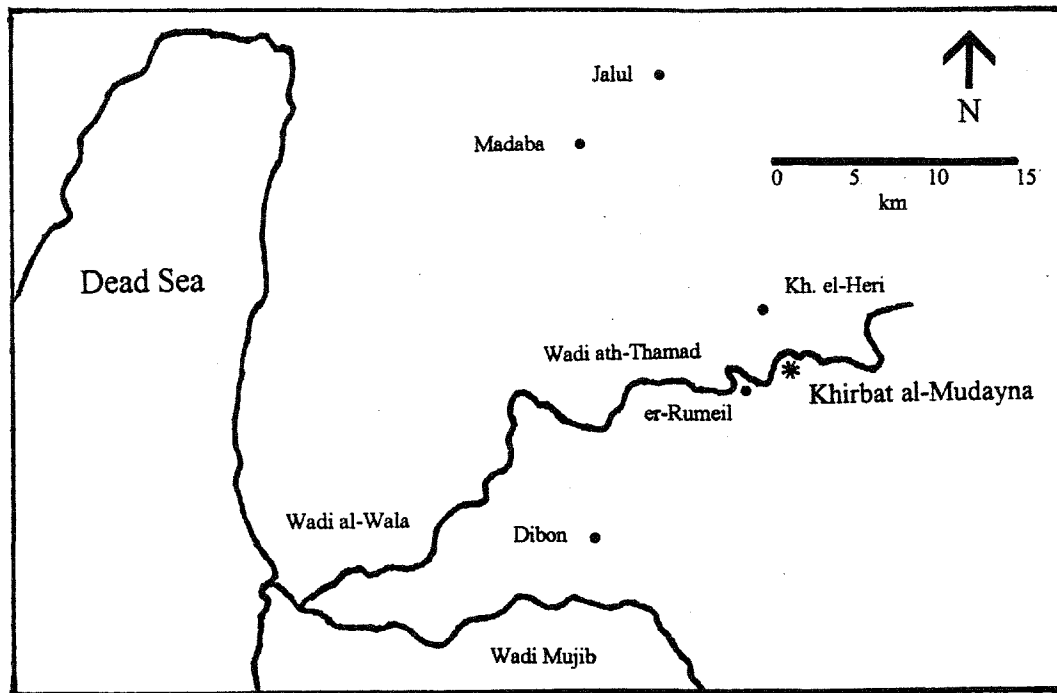 Jalul
N
Madaba
0 5 10 15
km
Dead Sea
Kh. el-Heri
Wadi ath-Thamad
Khirbat al-Mudayna
er-Rumeil
Wadi al-Wala
Dibon
Wadi Mujib